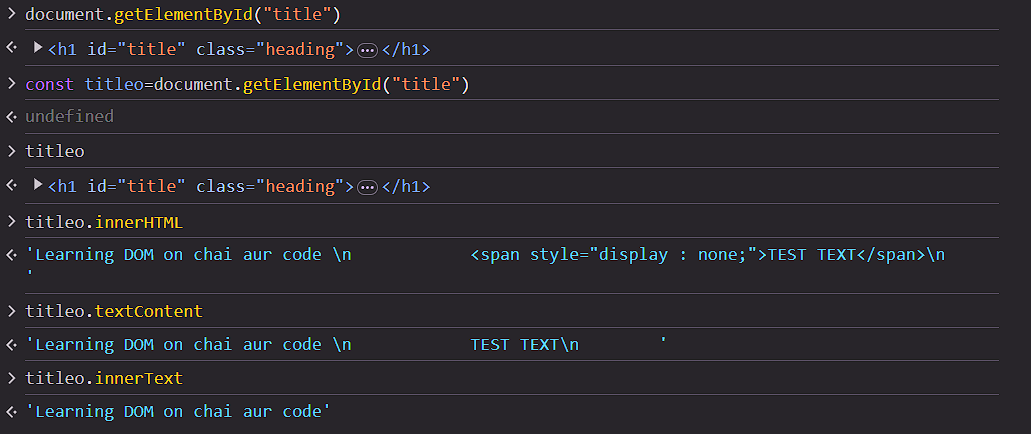 document.getElementById("title")
<h1 id="title" class="heading">…</h1>
const titleo=document.getElementById("title")
undefined
titleo
<h1 id="title" class="heading">…</h1>
titleo.innerHTML
'Learning DOM on chai aur code \n            <span style="display : none;">TEST TEXT</span>\n
'
titleo.textContent
'Learning DOM on chai aur code \n            TEST TEXT\n        '
titleo.innerText
'Learning DOM on chai aur code'